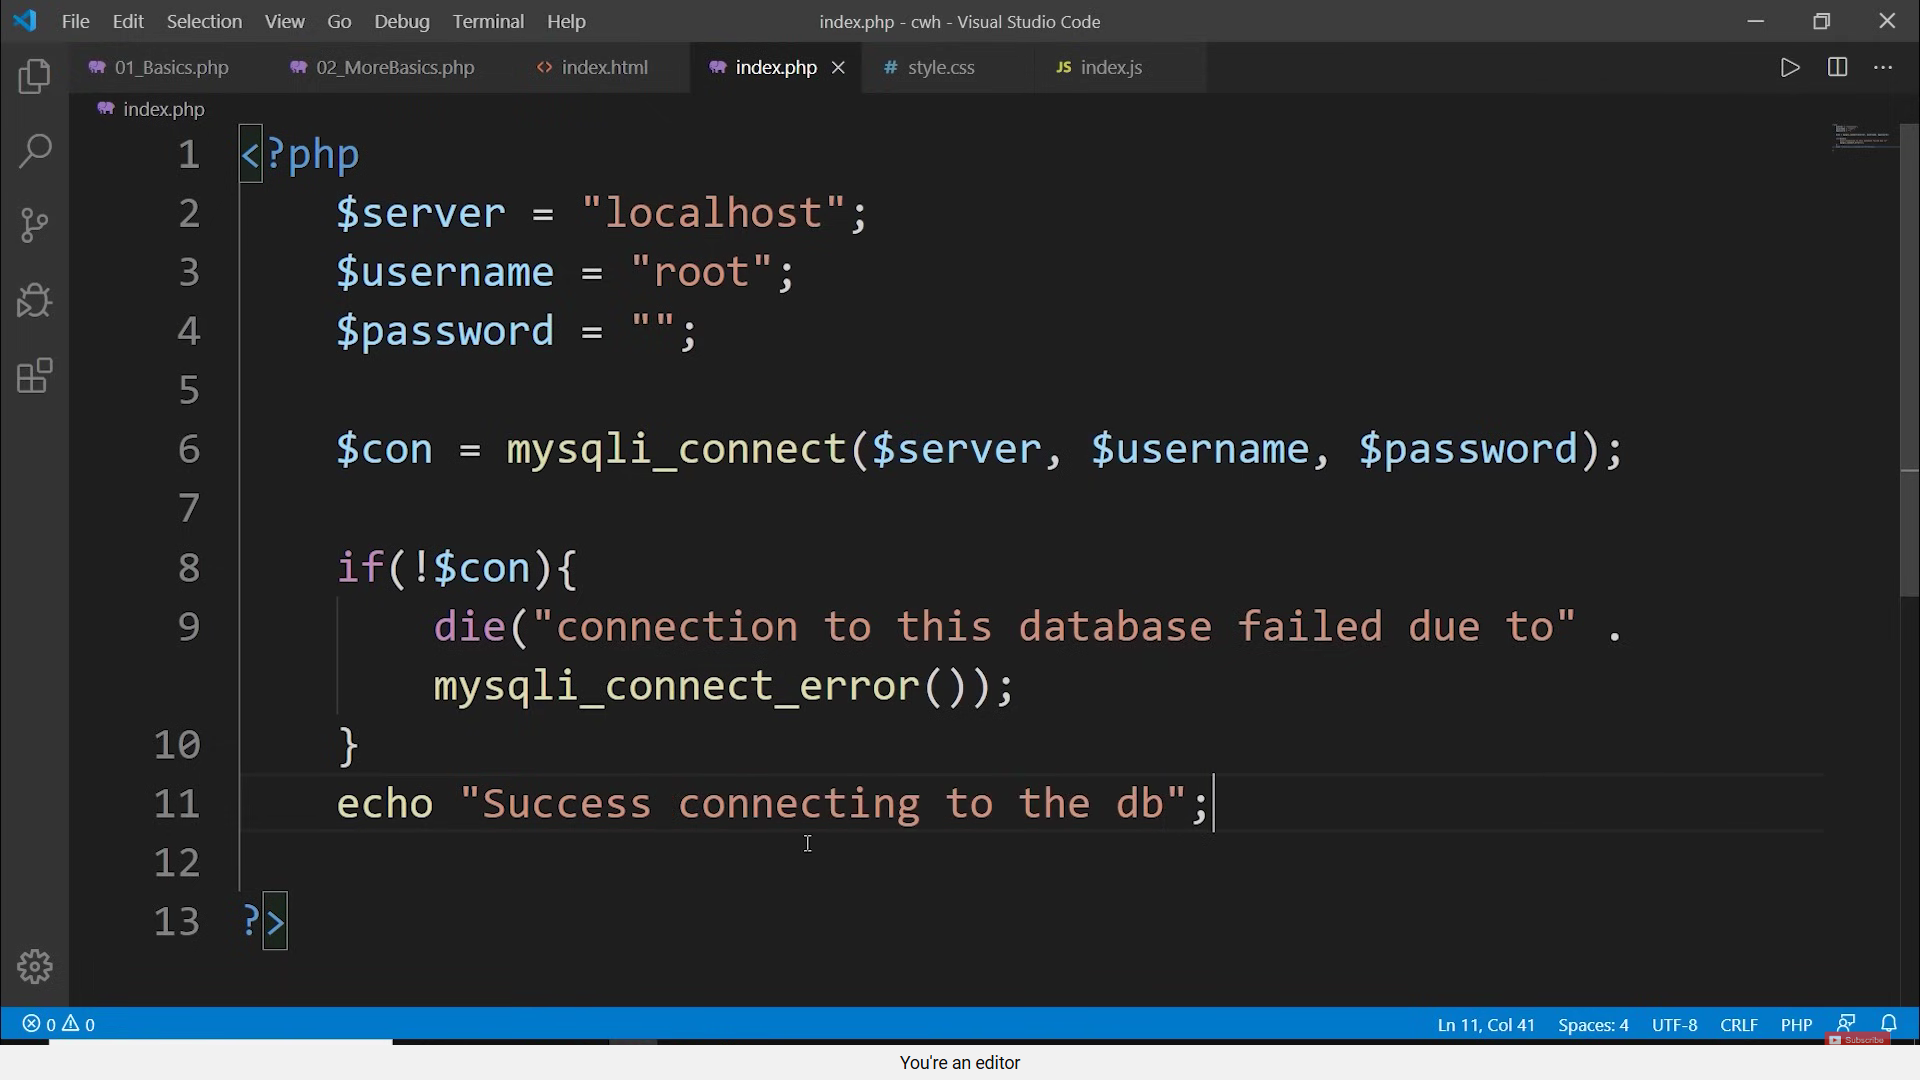 File Edit Selection View Go Debug Terminal Help index.php - cwh - Visual Studio Code
01_Basics.php 02_MoreBasics.php <> index.html index.php # style.css JS index.js
index.php
1 <?php
2 $server = "localhost";
3 $username = "root";
4 $password = "";
5
6 $con = mysqli_connect($server, $username, $password);
7
8 if(!$con){
9 die("connection to this database failed due to" .
mysqli_connect_error());
10 }
11 echo "Success connecting to the db";
12
13 ?>
0 0 Ln 11, Col 41 Spaces: 4 UTF-8 CRLF PHP
Subscribe
You're an editor